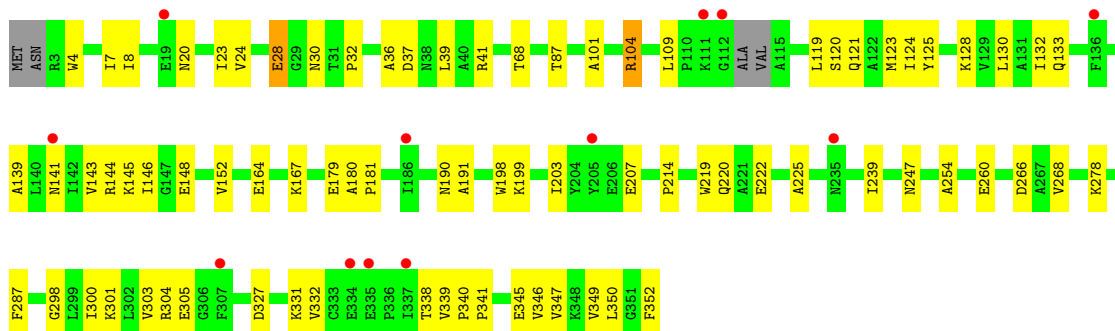 MET ASN R3 W4 I7 I8 E19 N20 I23 V24 E28 G29 N30 T31 P32 A36 D37 N38 L39 A40 R41 T68 T87 A101 R104 L109 P110 K111 G112 ALA VAL A115 L119 S120 Q121 A122 M123 I124 Y125 K128 V129 L130 A131 I132 Q133 F136
A139 L140 N141 I142 V143 R144 K145 I146 G147 E148 V152 E164 K167 E179 A180 P181 I186 N190 A191 W198 K199 I203 Y204 Y205 E206 E207 P214 W219 Q220 A221 E222 A225 N235 I239 N247 A254 E260 D266 A267 V268 K278
F287 G298 L299 I300 K301 L302 V303 R304 E305 G306 F307 D327 K331 V332 C333 E334 E335 P336 I337 T338 V339 P340 P341 E345 V346 V347 K348 V349 L350 G351 F352